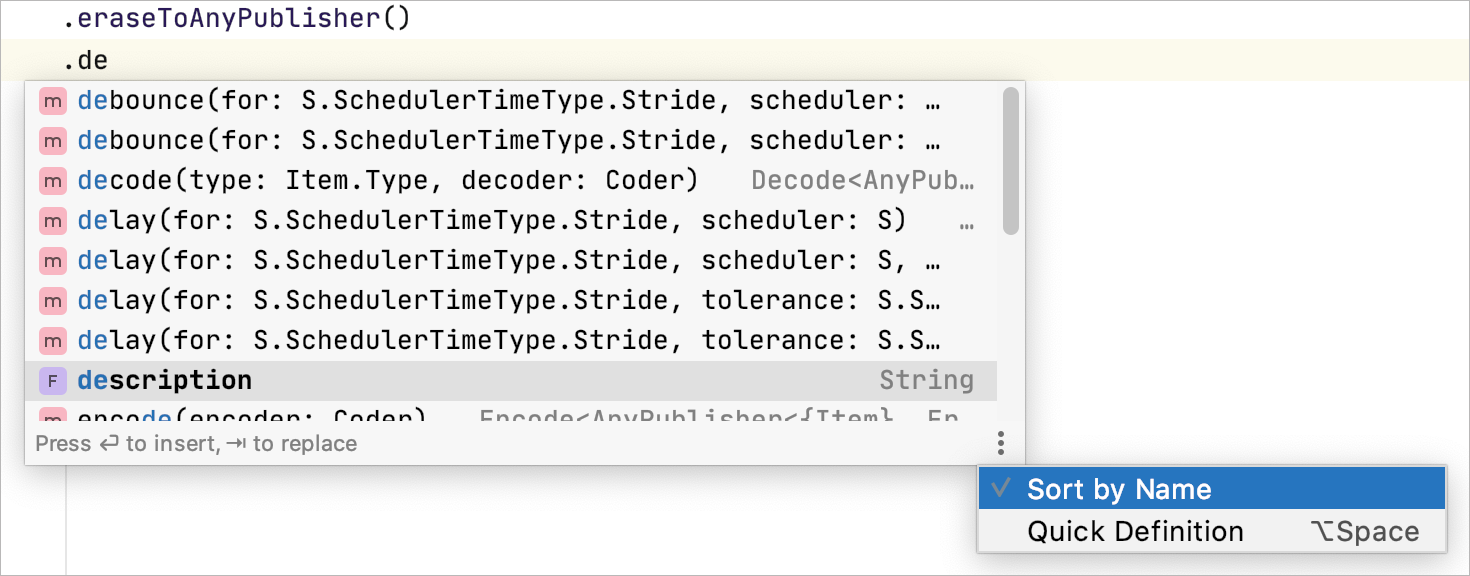 .eraseToAnyPublisher()
.de
m debounce(for: S.SchedulerTimeType.Stride, scheduler: …
m debounce(for: S.SchedulerTimeType.Stride, scheduler: …
m decode(type: Item.Type, decoder: Coder) Decode<AnyPub…
m delay(for: S.SchedulerTimeType.Stride, scheduler: S) …
m delay(for: S.SchedulerTimeType.Stride, scheduler: S, …
m delay(for: S.SchedulerTimeType.Stride, tolerance: S.S…
m delay(for: S.SchedulerTimeType.Stride, tolerance: S.S…
F description String
m encode(encoder: Coder) Encode<AnyPublisher<{Item}, En…
Press ↩ to insert, ⇥ to replace
✓ Sort by Name
Quick Definition ⌥Space